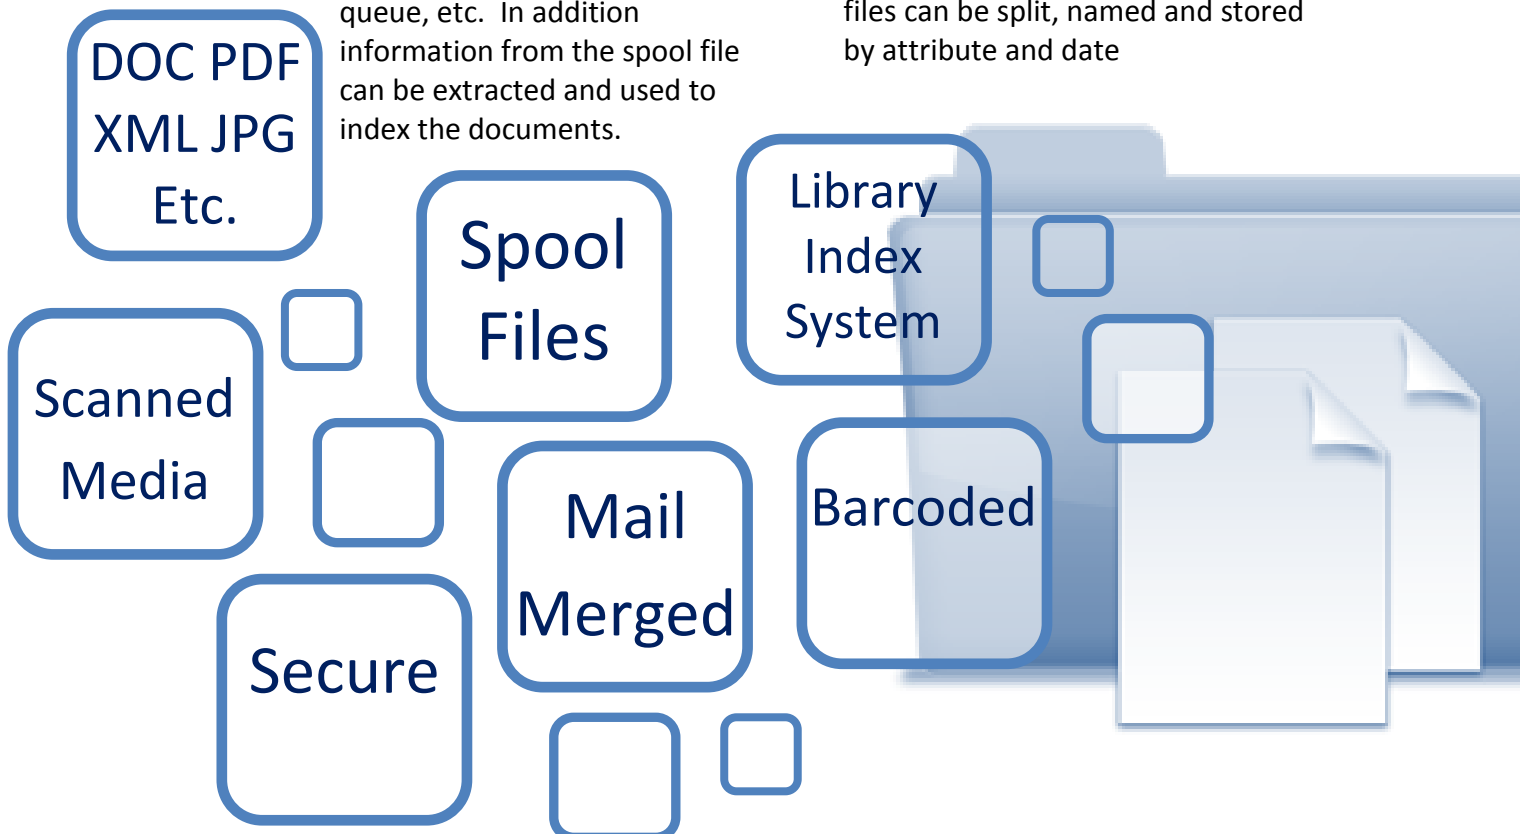 queue, etc.  In addition
information from the spool file
can be extracted and used to
index the documents.
files can be split, named and stored
by attribute and date
DOC PDF
XML JPG
Etc.
Spool
Files
Library
Index
System
Scanned
Media
Mail
Merged
Barcoded
Secure